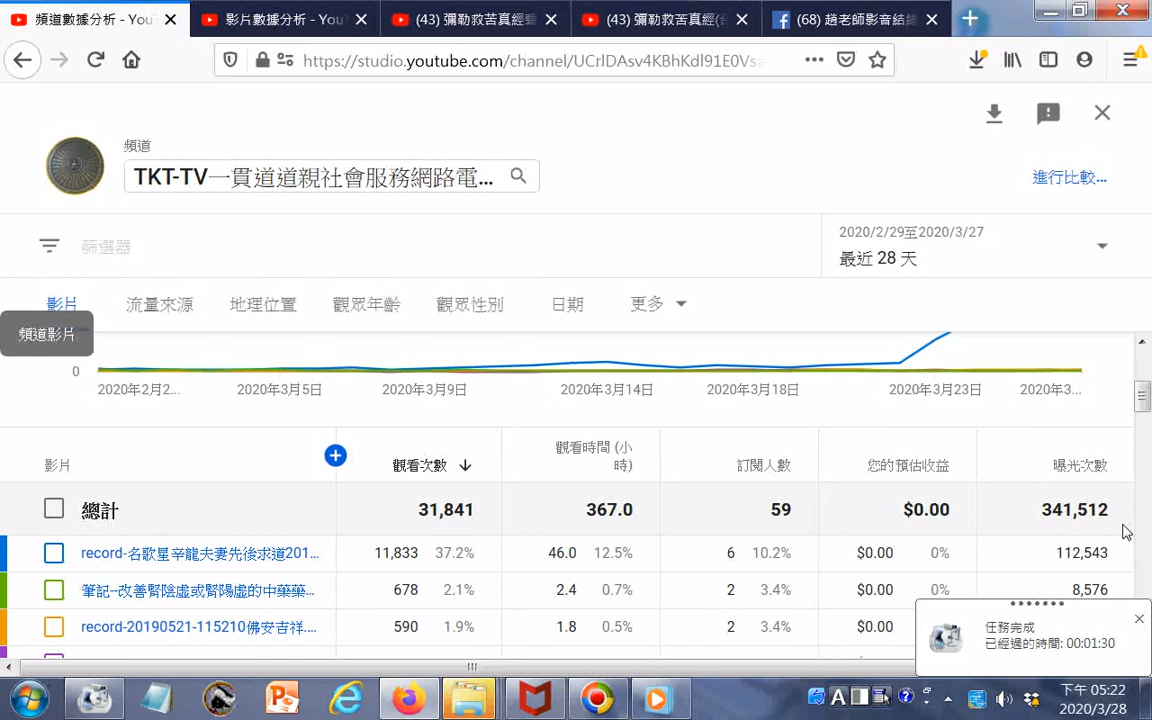 頻道數據分析 - You
影片數據分析 - You
(43) 彌勒救苦真經
(43) 彌勒救苦真經(台
(68) 趙老師影音結緣
https://studio.youtube.com/channel/UCrlDAsv4KBhKdl91E0Vsa
頻道
TKT-TV一貫道道親社會服務網路電...
進行比較...
篩選器
2020/2/29至2020/3/27
最近 28 天
影片 流量來源 地理位置 觀眾年齡 觀眾性別 日期 更多
頻道影片
0
2020年2月2... 2020年3月5日 2020年3月9日 2020年3月14日 2020年3月18日 2020年3月23日 2020年3...
影片 觀看次數 觀看時間 (小時) 訂閱人數 您的預估收益 曝光次數
總計 31,841 367.0 59 $0.00 341,512
record-名歌星辛龍夫妻先後求道201... 11,833 37.2% 46.0 12.5% 6 10.2% $0.00 0% 112,543
筆記--改善腎陰虛或腎陽虛的中藥藥... 678 2.1% 2.4 0.7% 2 3.4% $0.00 0% 8,576
record-20190521-115210佛安吉祥.... 590 1.9% 1.8 0.5% 2 3.4% $0.00
任務完成
已經過的時間: 00:01:30
下午 05:22
2020/3/28